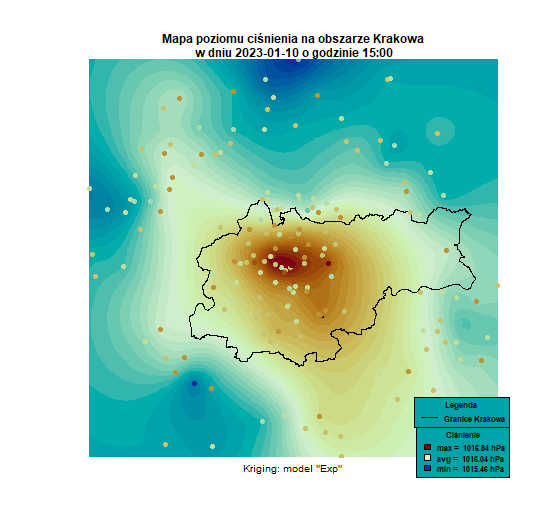 Mapa poziomu ciśnienia na obszarze Krakowa
w dniu 2023-01-10 o godzinie 15:00
Legenda
Granice Krakowa
Ciśnienie
max = 1016.84 hPa
avg = 1016.04 hPa
min = 1015.46 hPa
Kriging: model "Exp"